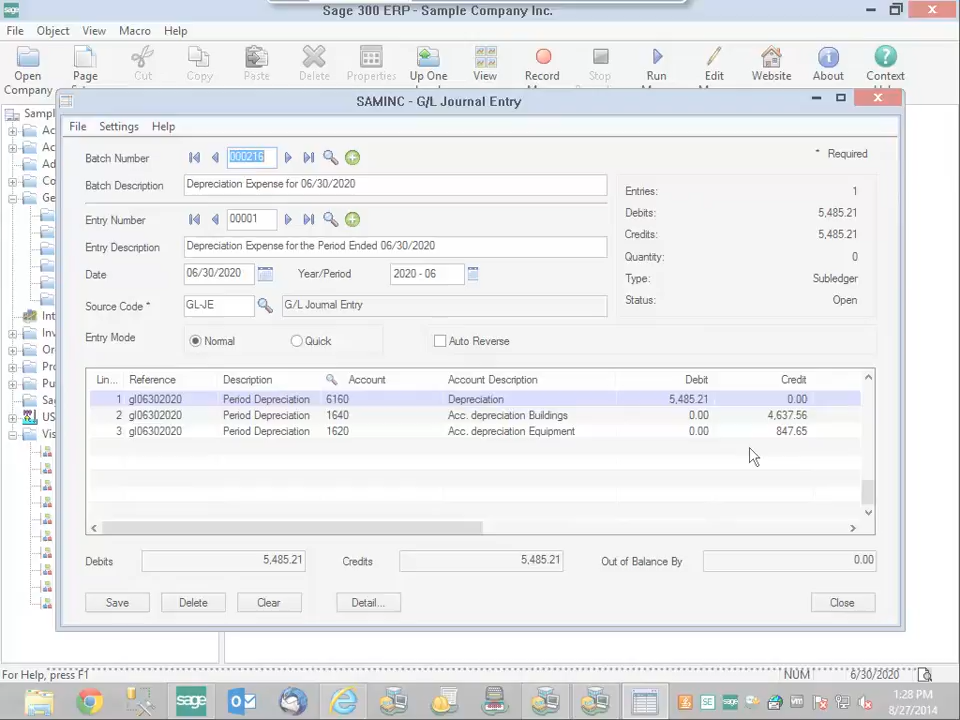 Sage 300 ERP - Sample Company Inc.
File Object View Macro Help
Open Company
Page
Cut
Copy
Paste
Delete
Properties
Up One
View
Record
Stop
Run
Edit
Website
About
Context
SAMINC - G/L Journal Entry
File Settings Help
Batch Number 000216
* Required
Batch Description Depreciation Expense for 06/30/2020
Entries: 1
Debits: 5,485.21
Entry Number 00001
Credits: 5,485.21
Entry Description Depreciation Expense for the Period Ended 06/30/2020
Quantity: 0
Date 06/30/2020 Year/Period 2020 - 06
Type: Subledger
Source Code * GL-JE G/L Journal Entry
Status: Open
Entry Mode Normal Quick Auto Reverse
Lin... Reference Description Account Account Description Debit Credit
1 gl06302020 Period Depreciation 6160 Depreciation 5,485.21 0.00
2 gl06302020 Period Depreciation 1640 Acc. depreciation Buildings 0.00 4,637.56
3 gl06302020 Period Depreciation 1620 Acc. depreciation Equipment 0.00 847.65
Debits 5,485.21 Credits 5,485.21 Out of Balance By 0.00
Save Delete Clear Detail... Close
For Help, press F1
NUM 6/30/2020
sage
1:28 PM
8/27/2014